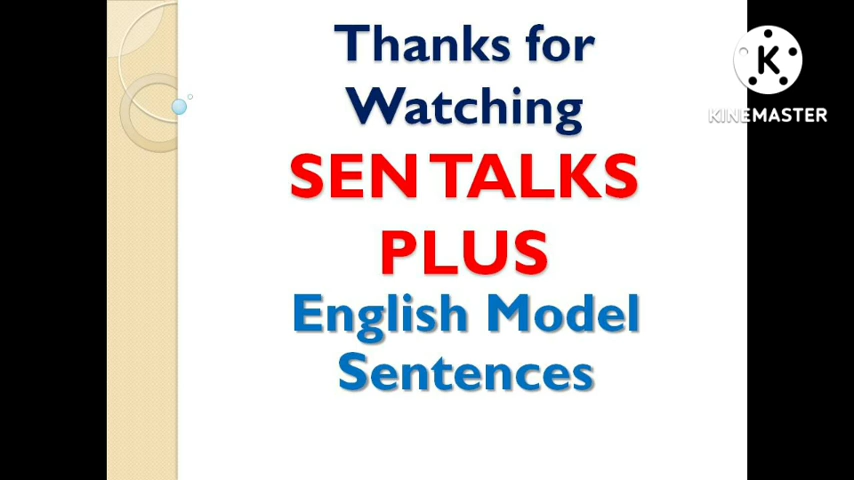 Thanks for
Watching
SEN TALKS
PLUS
English Model
Sentences
K
KINEMASTER